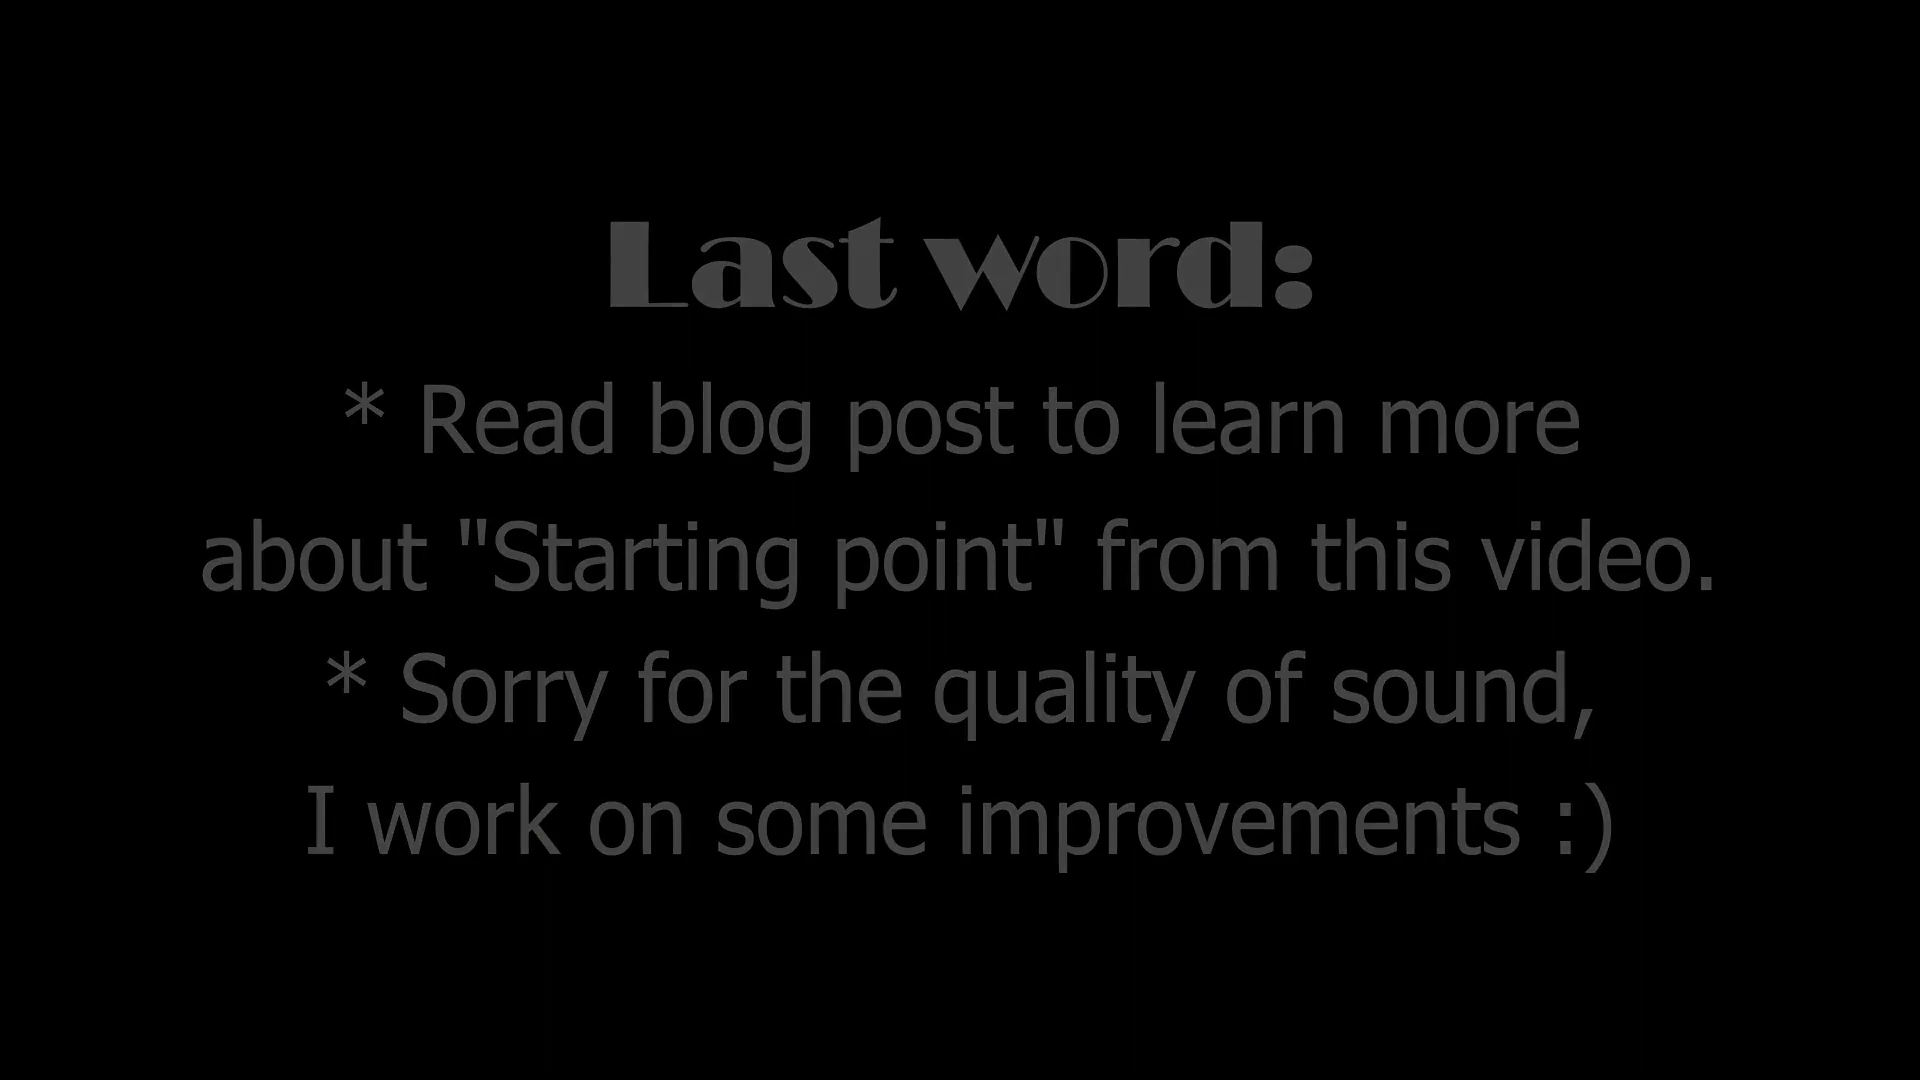 Last word:
* Read blog post to learn more
about "Starting point" from this video.
* Sorry for the quality of sound,
I work on some improvements :)